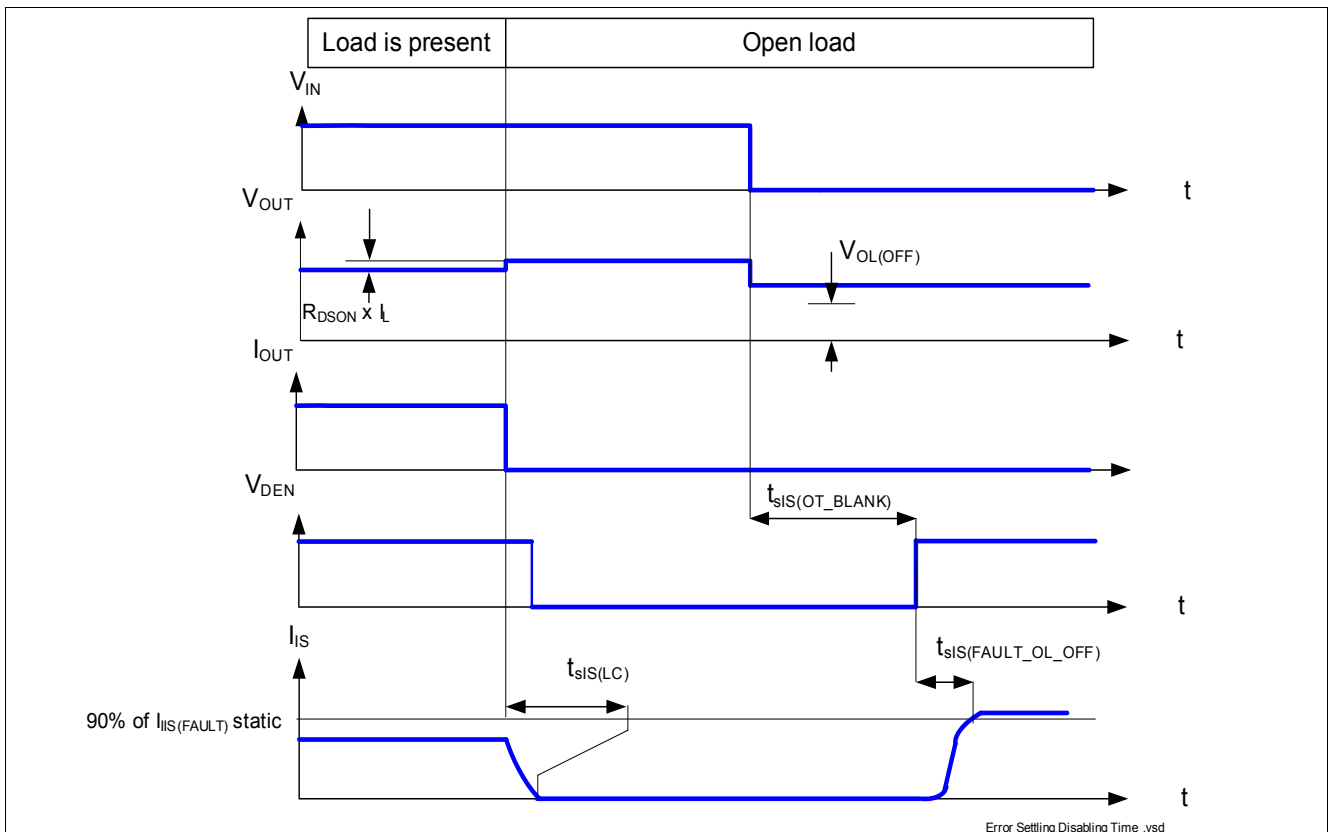 Load is present
Open load
VIN
t
VOUT
VOL(OFF)
RDSON x IL
t
IOUT
VDEN
tsIS(OT_BLANK)
t
IIS
tsIS(LC)
tsIS(FAULT_OL_OFF)
90% of IIIS(FAULT) static
t
Error Settling Disabling Time .vsd